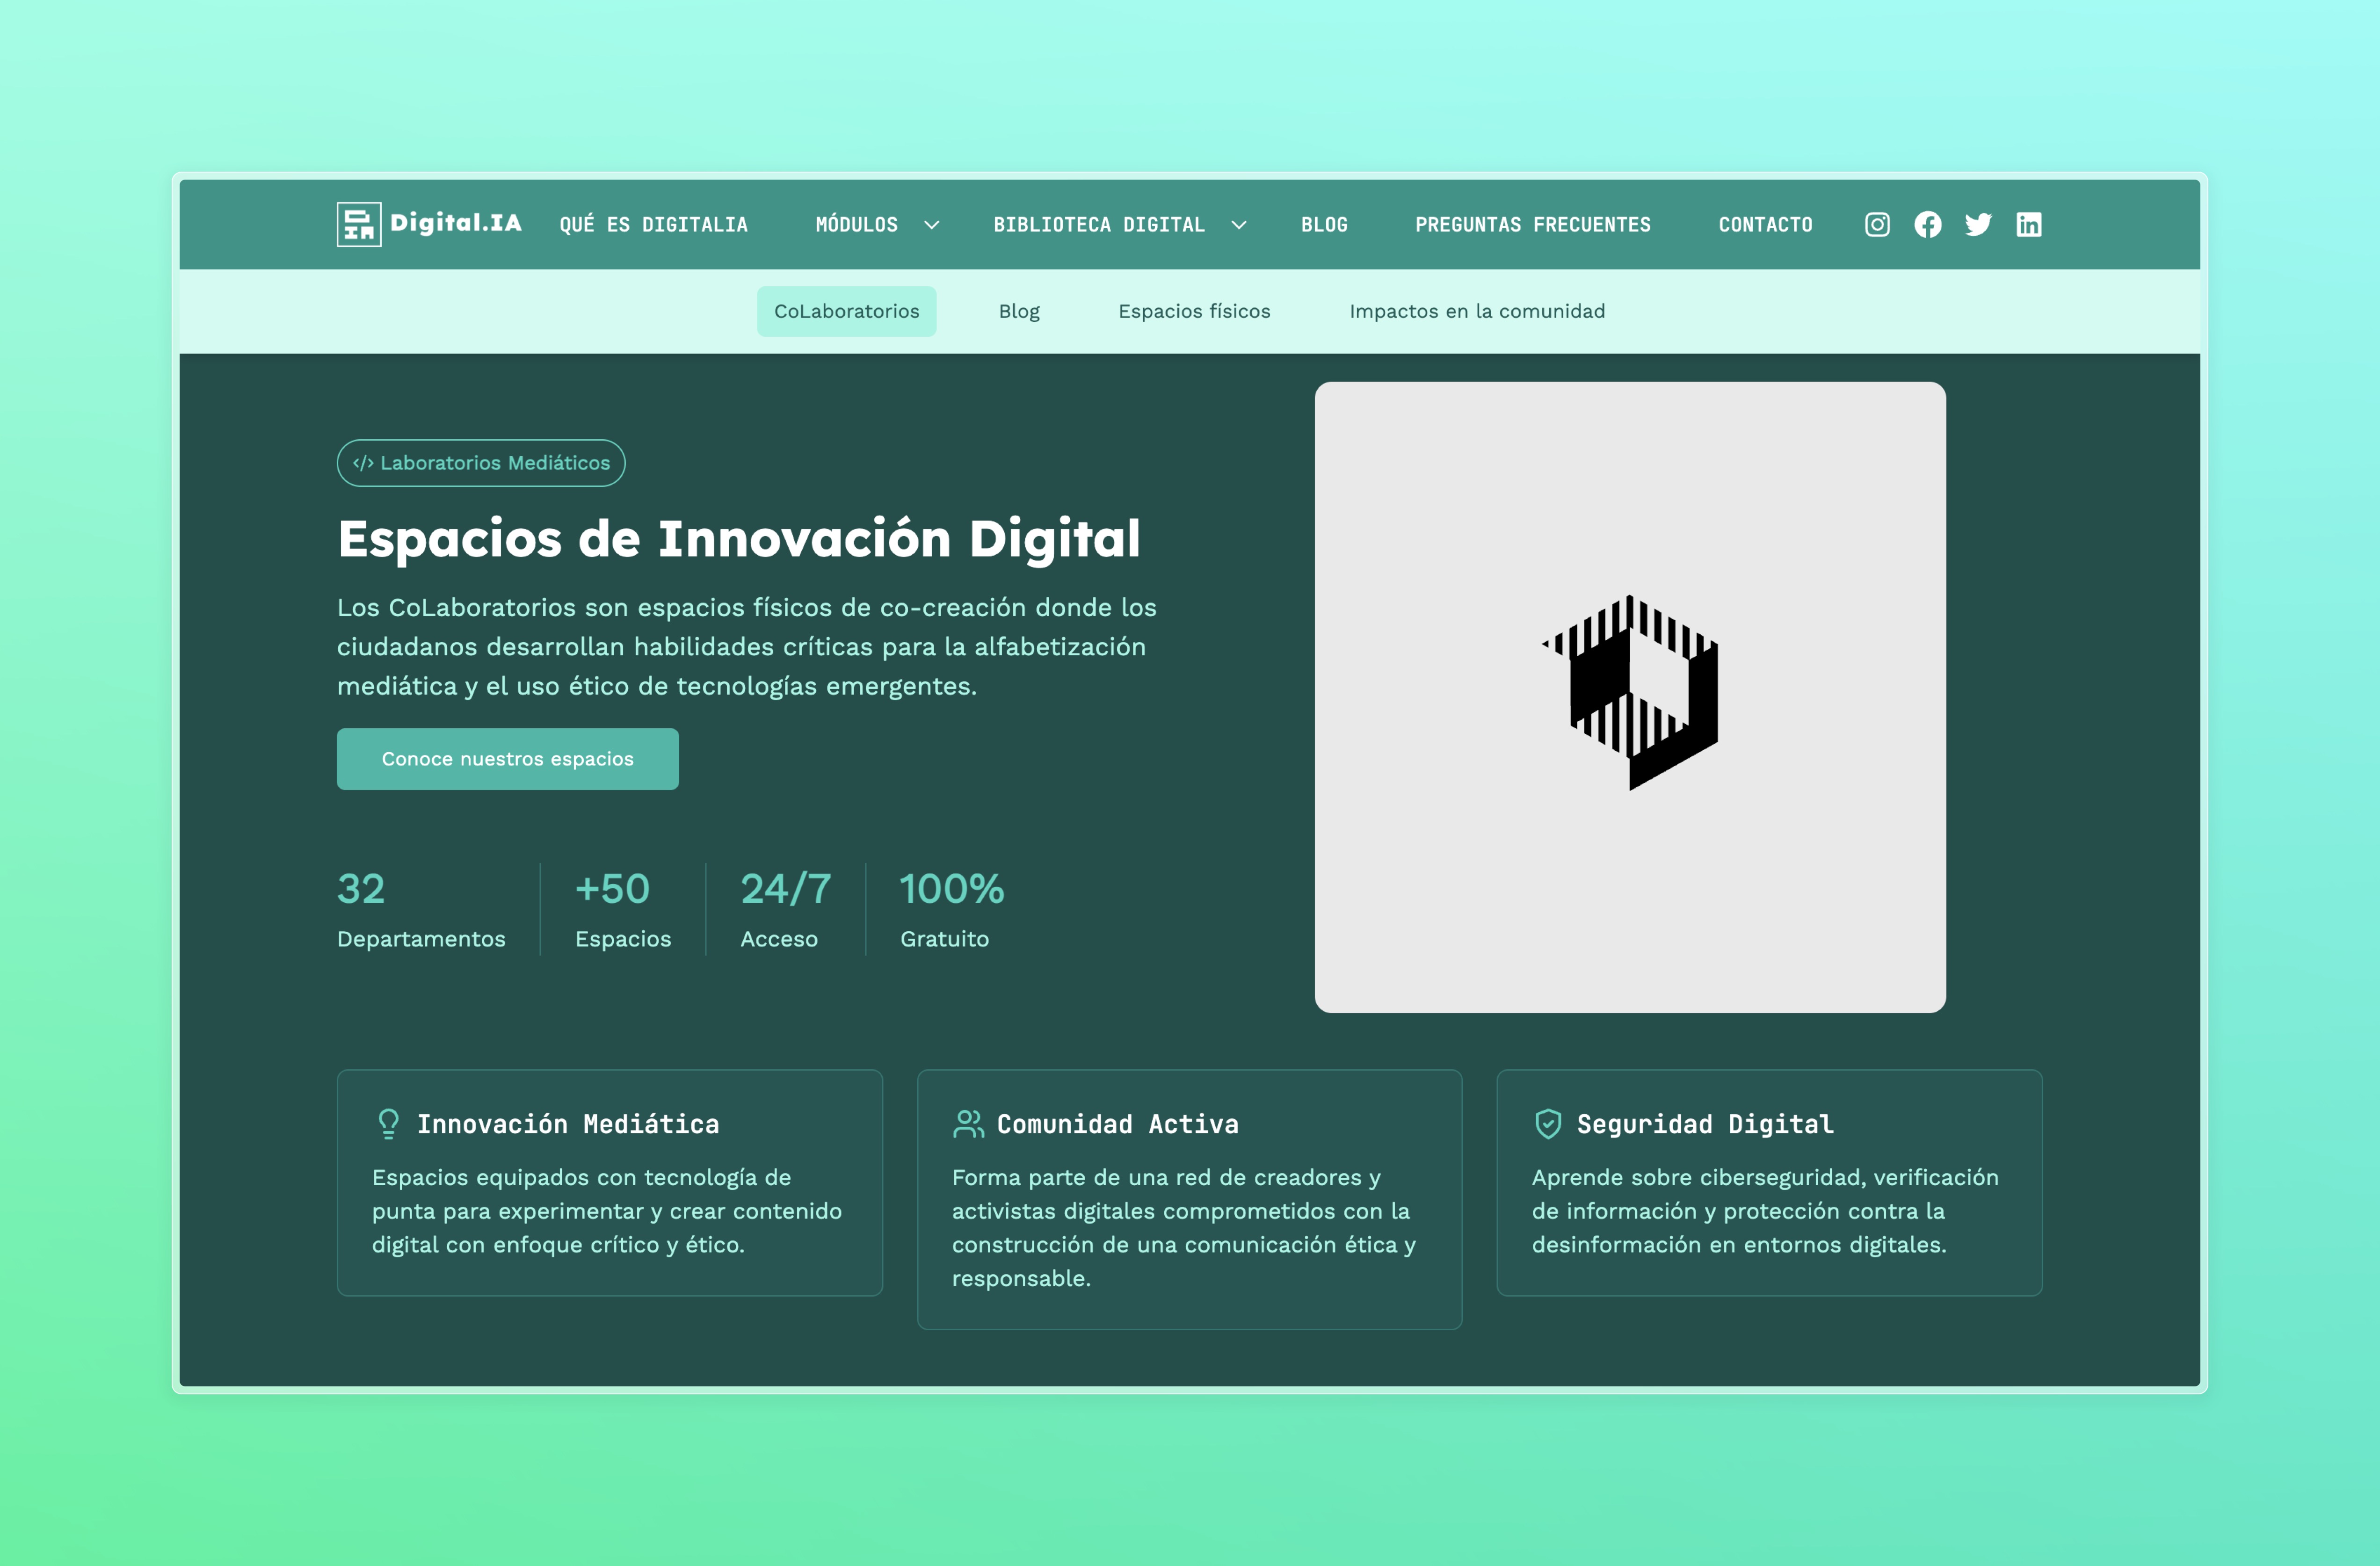 Digital.IA
QUÉ ES DIGITALIA
MÓDULOS
BIBLIOTECA DIGITAL
BLOG
PREGUNTAS FRECUENTES
CONTACTO
CoLaboratorios
Blog
Espacios físicos
Impactos en la comunidad
</> Laboratorios Mediáticos
Espacios de Innovación Digital
Los CoLaboratorios son espacios físicos de co-creación donde los
ciudadanos desarrollan habilidades críticas para la alfabetización
mediática y el uso ético de tecnologías emergentes.
Conoce nuestros espacios
32
Departamentos
+50
Espacios
24/7
Acceso
100%
Gratuito
Innovación Mediática
Espacios equipados con tecnología de
punta para experimentar y crear contenido
digital con enfoque crítico y ético.
Comunidad Activa
Forma parte de una red de creadores y
activistas digitales comprometidos con la
construcción de una comunicación ética y
responsable.
Seguridad Digital
Aprende sobre ciberseguridad, verificación
de información y protección contra la
desinformación en entornos digitales.